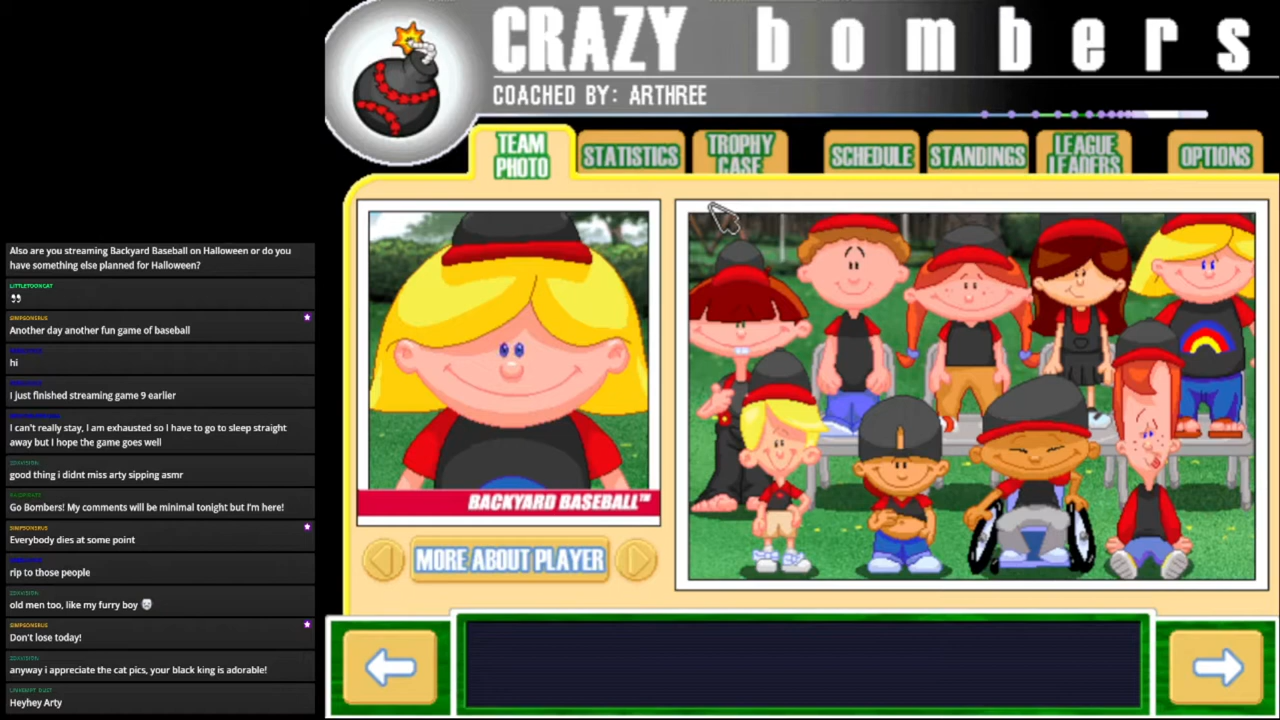 CRAZY bombers
COACHED BY: ARTHREE
TEAM
PHOTO
STATISTICS
TROPHY
CASE
SCHEDULE
STANDINGS
LEAGUE
LEADERS
OPTIONS
BACKYARD BASEBALL™
MORE ABOUT PLAYER
Also are you streaming Backyard Baseball on Halloween or do you
have something else planned for Halloween?
LITTLETOONCAT
SIMPSONSRUS
Another day another fun game of baseball
hi
I just finished streaming game 9 earlier
I can't really stay, I am exhausted so I have to go to sleep straight
away but I hope the game goes well
ZDXVISION
good thing i didnt miss arty sipping asmr
Go Bombers! My comments will be minimal tonight but I'm here!
SIMPSONSRUS
Everybody dies at some point
rip to those people
old men too, like my furry boy
SIMPSONSRUS
Don't lose today!
anyway i appreciate the cat pics, your black king is adorable!
Heyhey Arty